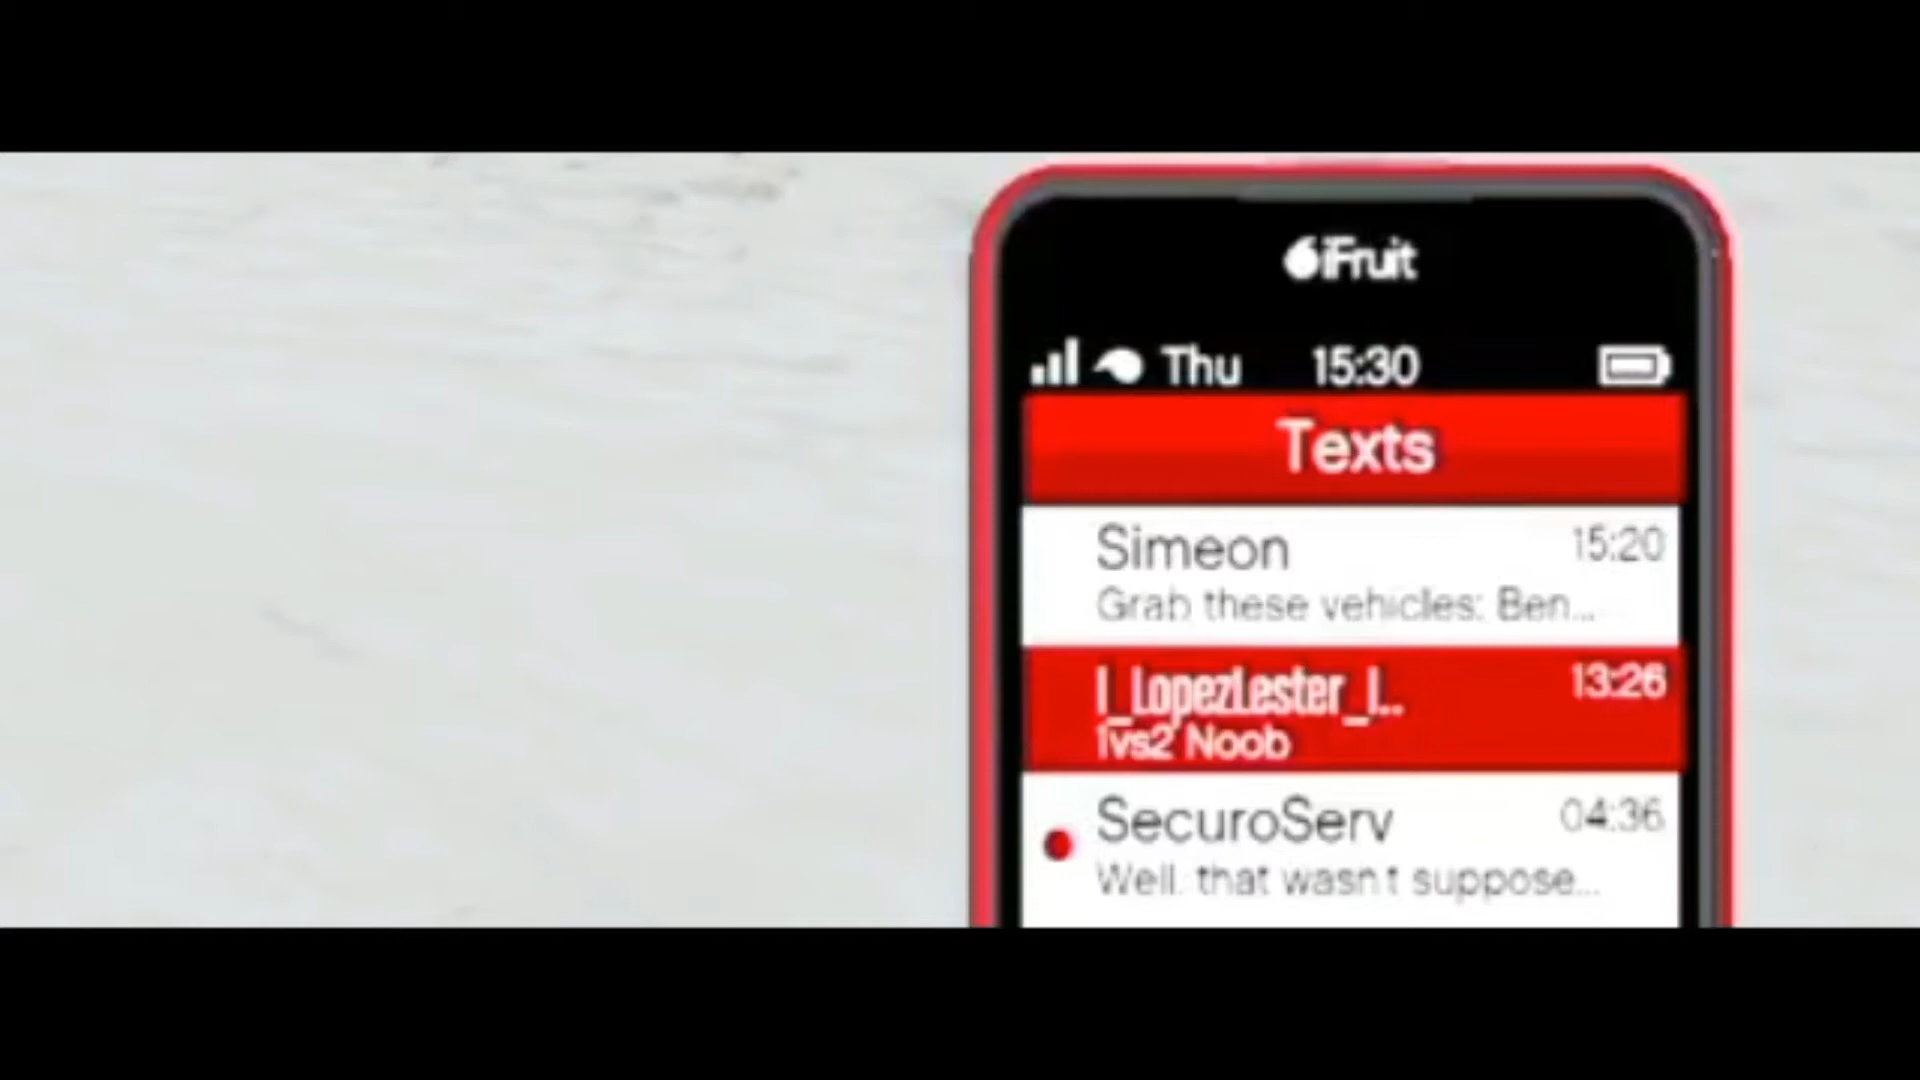 iFruit
Thu 15:30
Texts
Simeon 15:20
Grab these vehicles: Ben...
I_LopezLester_I.. 13:26
1vs2 Noob
SecuroServ 04:36
Well, that wasn't suppose...